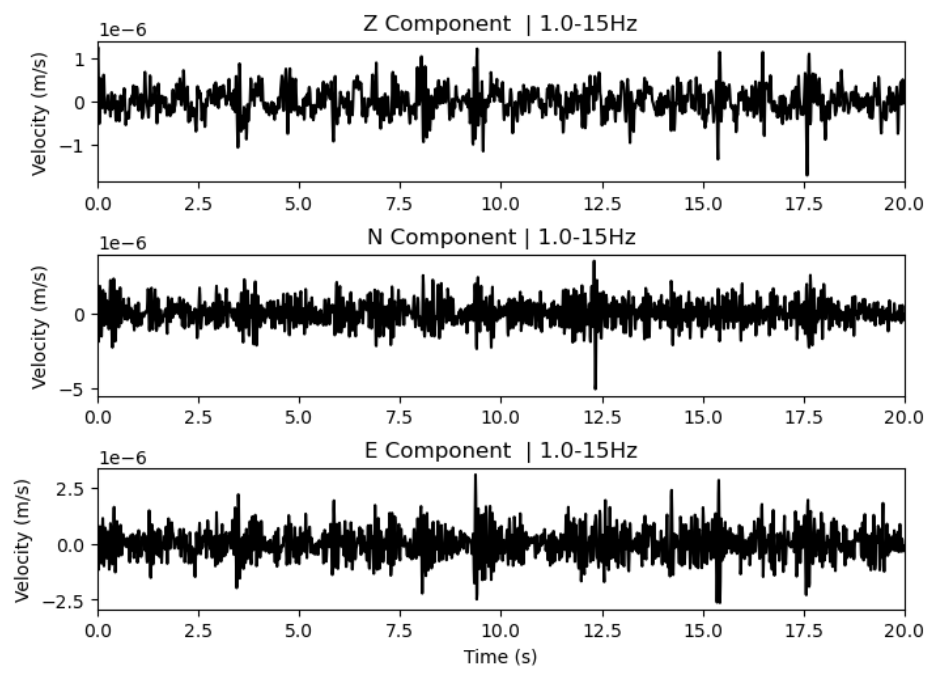 Z Component | 1.0-15Hz
1e−6
Velocity (m/s)
1
0
−1
0.0 2.5 5.0 7.5 10.0 12.5 15.0 17.5 20.0
N Component | 1.0-15Hz
1e−6
Velocity (m/s)
0
−5
0.0 2.5 5.0 7.5 10.0 12.5 15.0 17.5 20.0
E Component | 1.0-15Hz
1e−6
Velocity (m/s)
2.5
0.0
−2.5
0.0 2.5 5.0 7.5 10.0 12.5 15.0 17.5 20.0
Time (s)